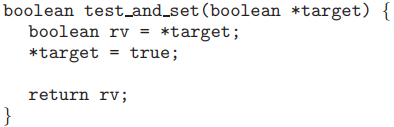 boolean test_and_set(boolean *target) {
boolean rv = *target;
*target = true;
return rv;
}